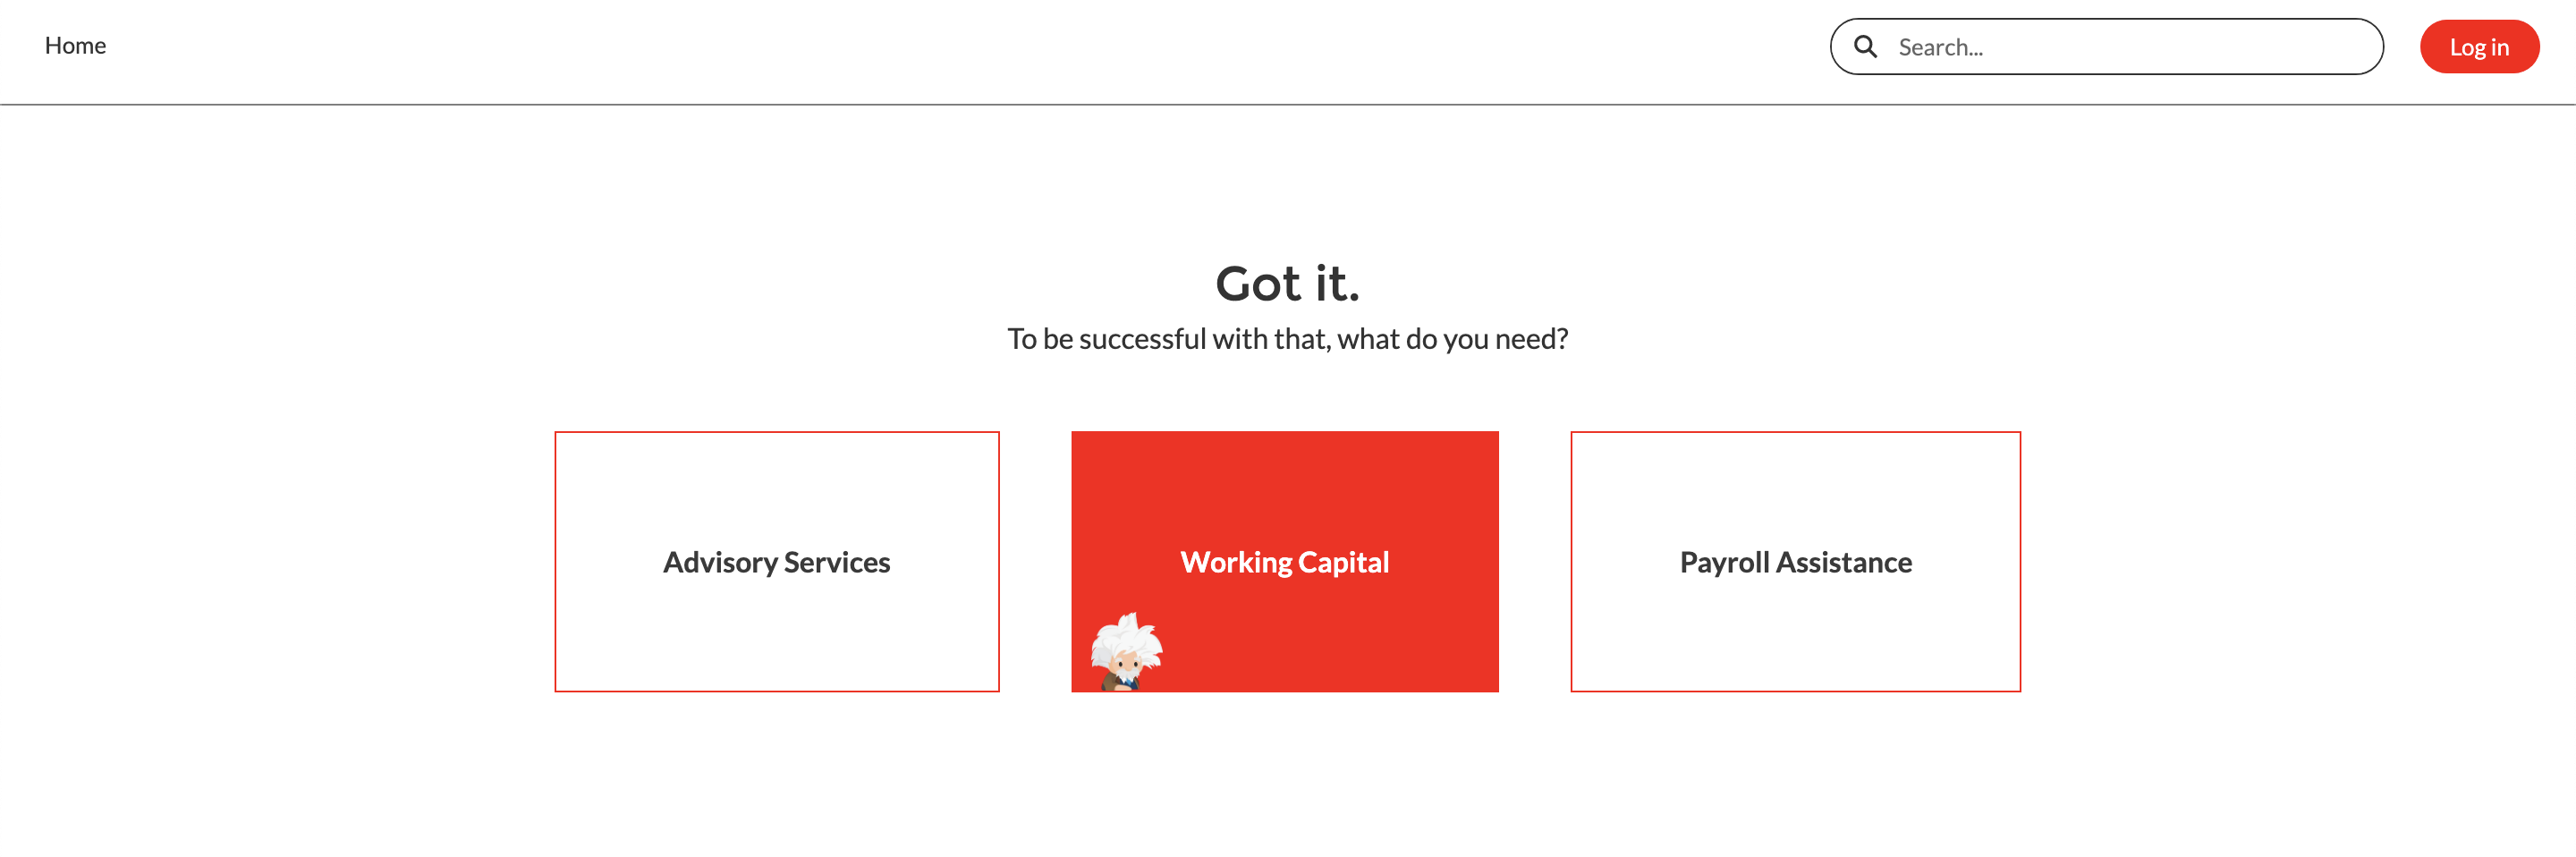 Home
Search...
Log in
Got it.
To be successful with that, what do you need?
Advisory Services
Working Capital
Payroll Assistance